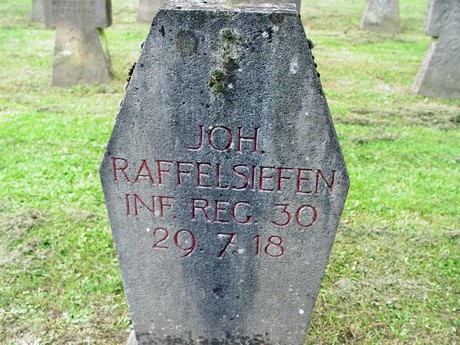 JOH.
RAFFELSIEFEN
INF. REG. 30
29. 7. 18